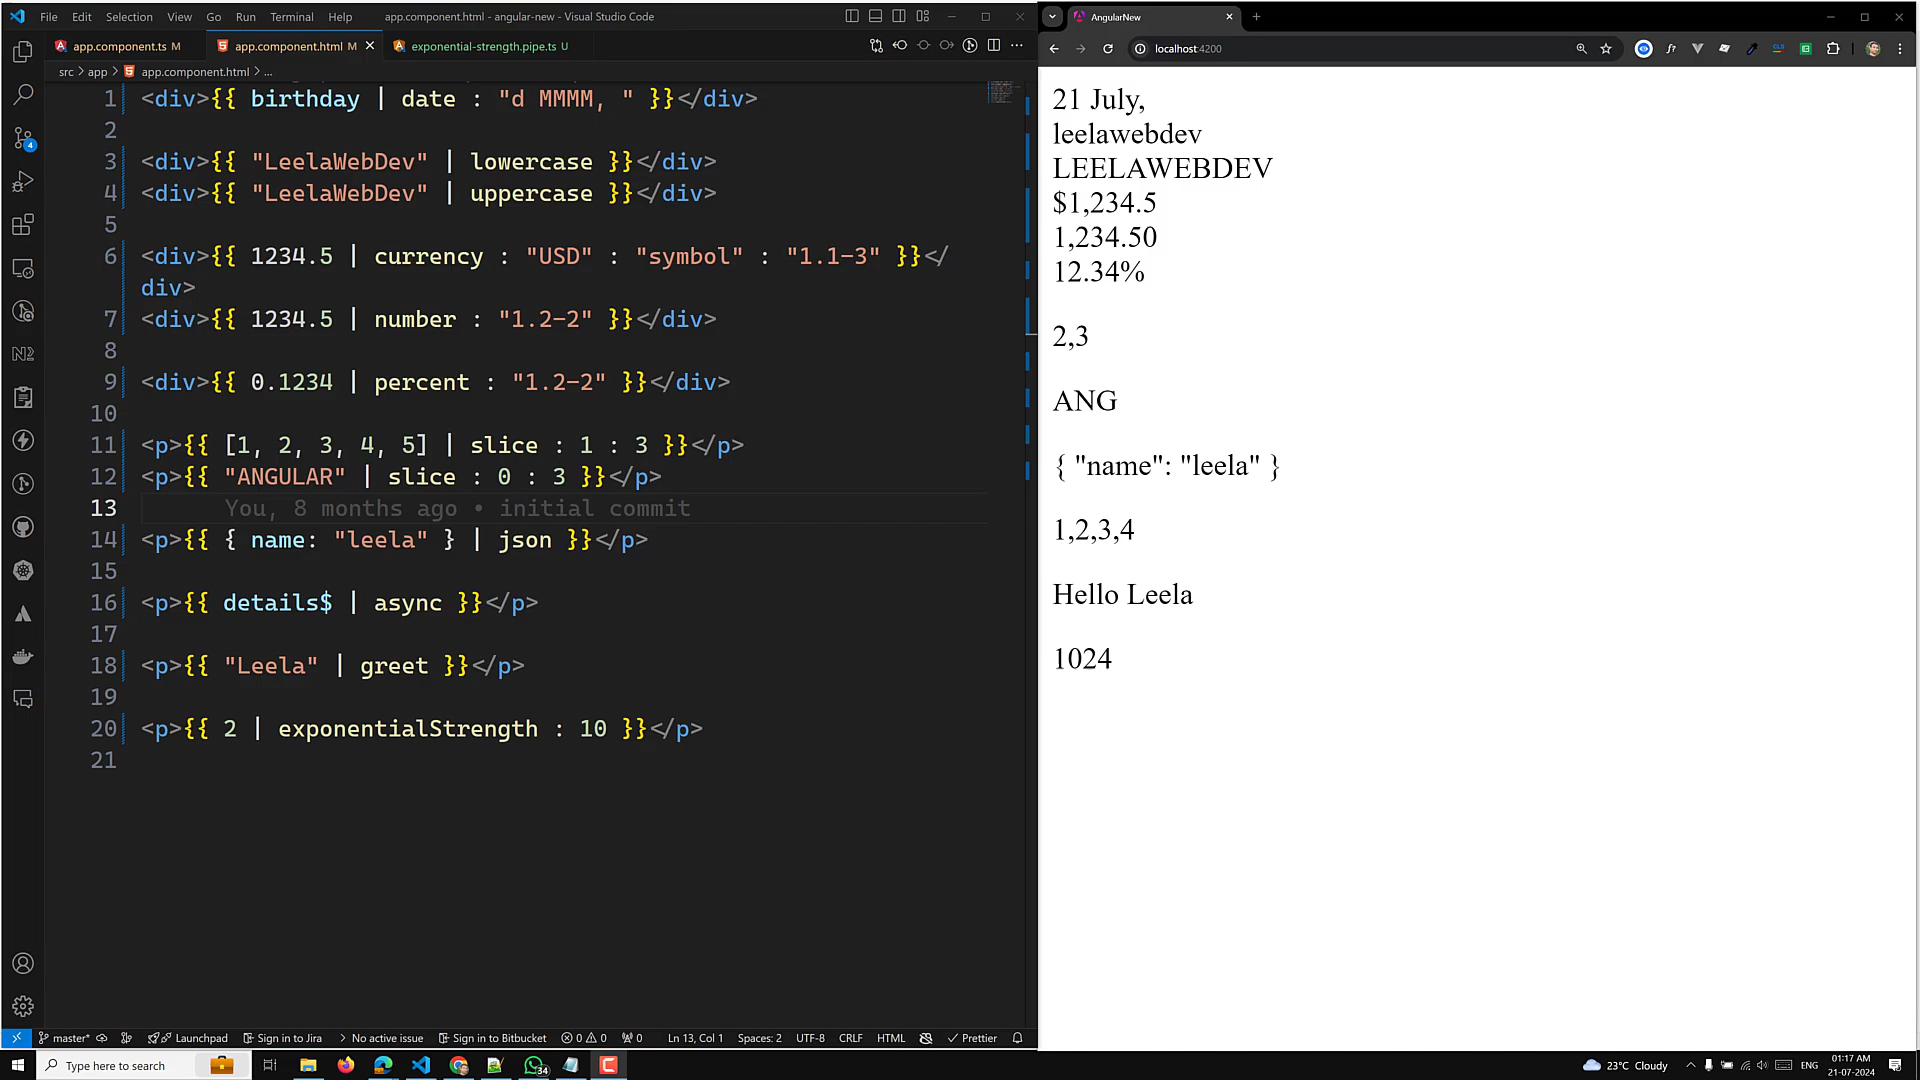 File Edit Selection View Go Run Terminal Help
app.component.html - angular-new - Visual Studio Code
app.component.ts M
app.component.html M
exponential-strength.pipe.ts U
src > app > app.component.html > ...
1 <div>{{ birthday | date : "d MMMM, " }}</div>
2
3 <div>{{ "LeelaWebDev" | lowercase }}</div>
4 <div>{{ "LeelaWebDev" | uppercase }}</div>
5
6 <div>{{ 1234.5 | currency : "USD" : "symbol" : "1.1-3" }}</
div>
7 <div>{{ 1234.5 | number : "1.2-2" }}</div>
8
9 <div>{{ 0.1234 | percent : "1.2-2" }}</div>
10
11 <p>{{ [1, 2, 3, 4, 5] | slice : 1 : 3 }}</p>
12 <p>{{ "ANGULAR" | slice : 0 : 3 }}</p>
13 You, 8 months ago • initial commit
14 <p>{{ { name: "leela" } | json }}</p>
15
16 <p>{{ details$ | async }}</p>
17
18 <p>{{ "Leela" | greet }}</p>
19
20 <p>{{ 2 | exponentialStrength : 10 }}</p>
21
4
master* Launchpad Sign in to Jira No active issue Sign in to Bitbucket 0 0 0 Ln 13, Col 1 Spaces: 2 UTF-8 CRLF HTML Prettier
AngularNew
localhost:4200
21 July,
leelawebdev
LEELAWEBDEV
$1,234.5
1,234.50
12.34%
2,3
ANG
{ "name": "leela" }
1,2,3,4
Hello Leela
1024
Type here to search
34
23°C Cloudy
ENG
01:17 AM
21-07-2024